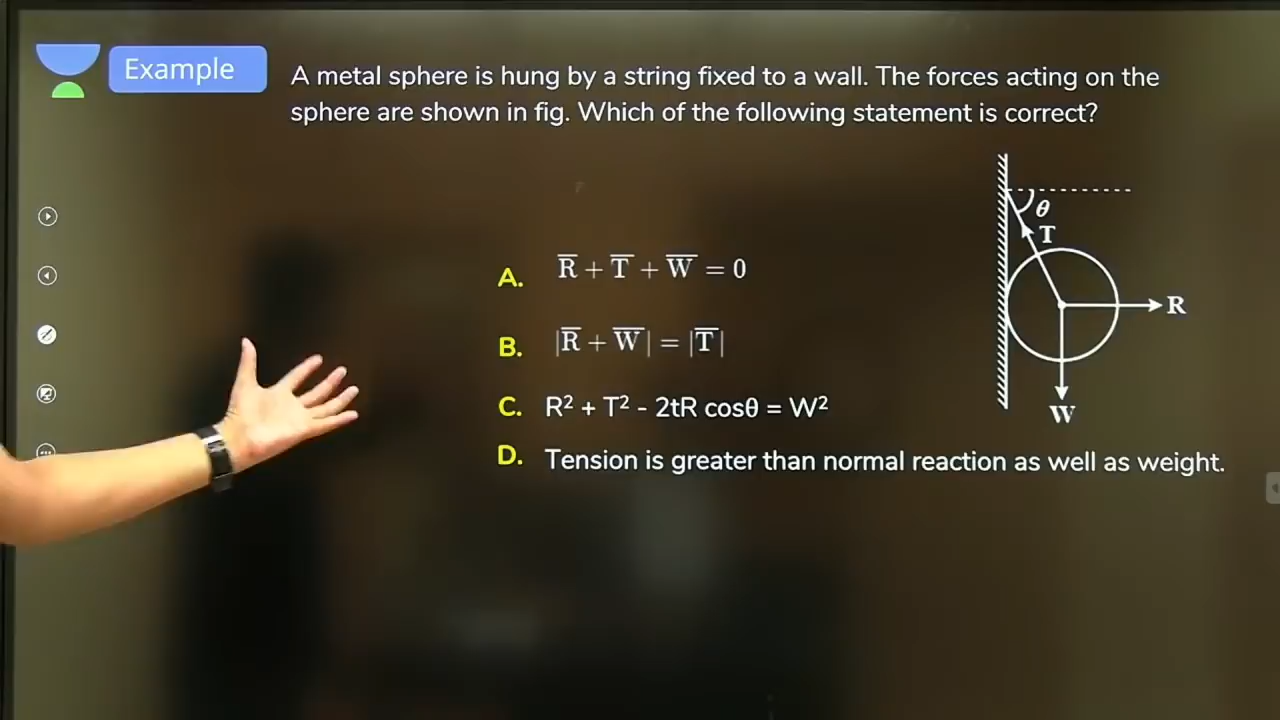 Example
A metal sphere is hung by a string fixed to a wall. The forces acting on the
sphere are shown in fig. Which of the following statement is correct?
θ
T
R
W
A. R̅ + T̅ + W̅ = 0
B. |R̅ + W̅| = |T̅|
C. R² + T² - 2tR cosθ = W²
D. Tension is greater than normal reaction as well as weight.